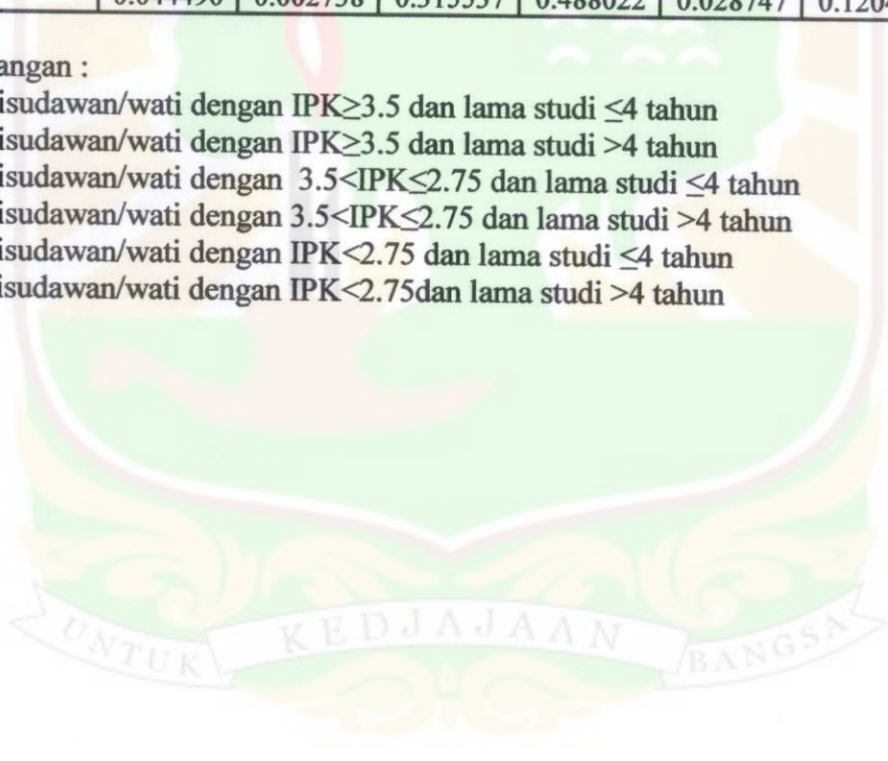 angan :
isudawan/wati dengan IPK≥3.5 dan lama studi ≤4 tahun
isudawan/wati dengan IPK≥3.5 dan lama studi >4 tahun
isudawan/wati dengan 3.5<IPK≤2.75 dan lama studi ≤4 tahun
isudawan/wati dengan 3.5<IPK≤2.75 dan lama studi >4 tahun
isudawan/wati dengan IPK<2.75 dan lama studi ≤4 tahun
isudawan/wati dengan IPK<2.75dan lama studi >4 tahun
UNTUK KEDJAJAAN BANGSA